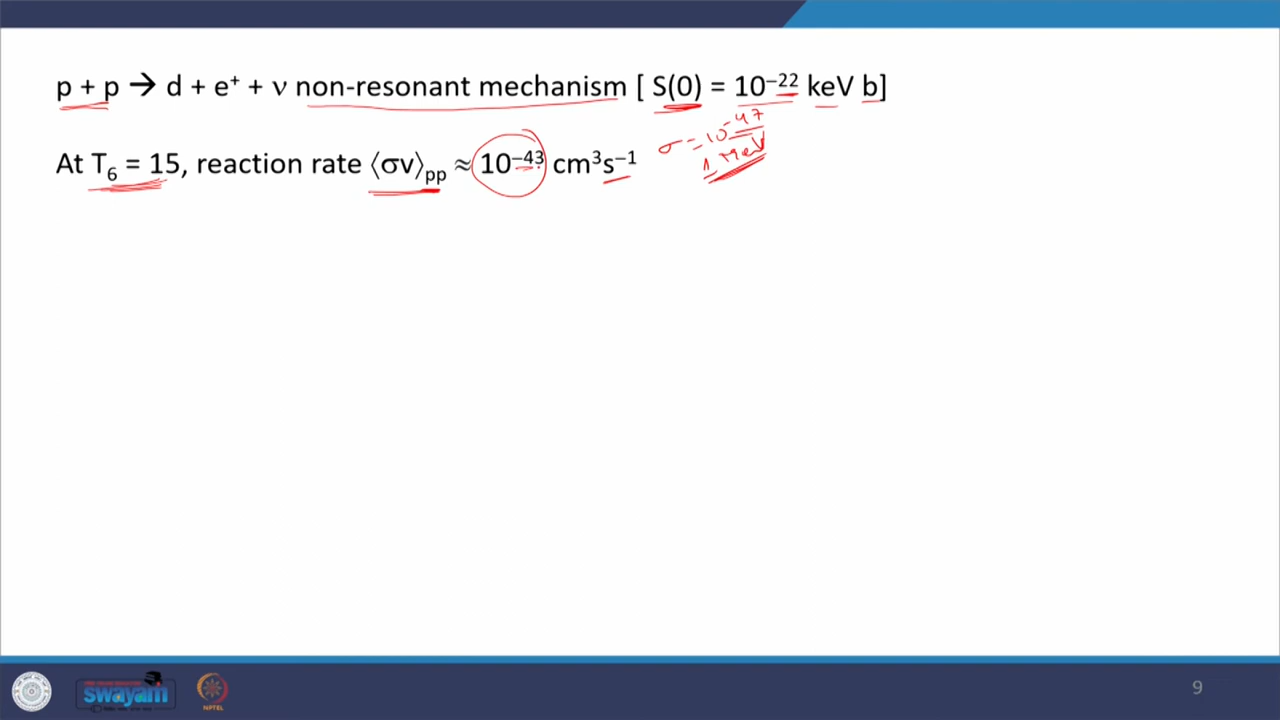 p + p → d + e⁺ + ν non-resonant mechanism [ S(0) = 10⁻²² keV b]
σ = 10⁻⁴⁷
At T₆ = 15, reaction rate ⟨σv⟩pp ≈ 10⁻⁴³ cm³s⁻¹
1 MeV
swayam
NPTEL
9